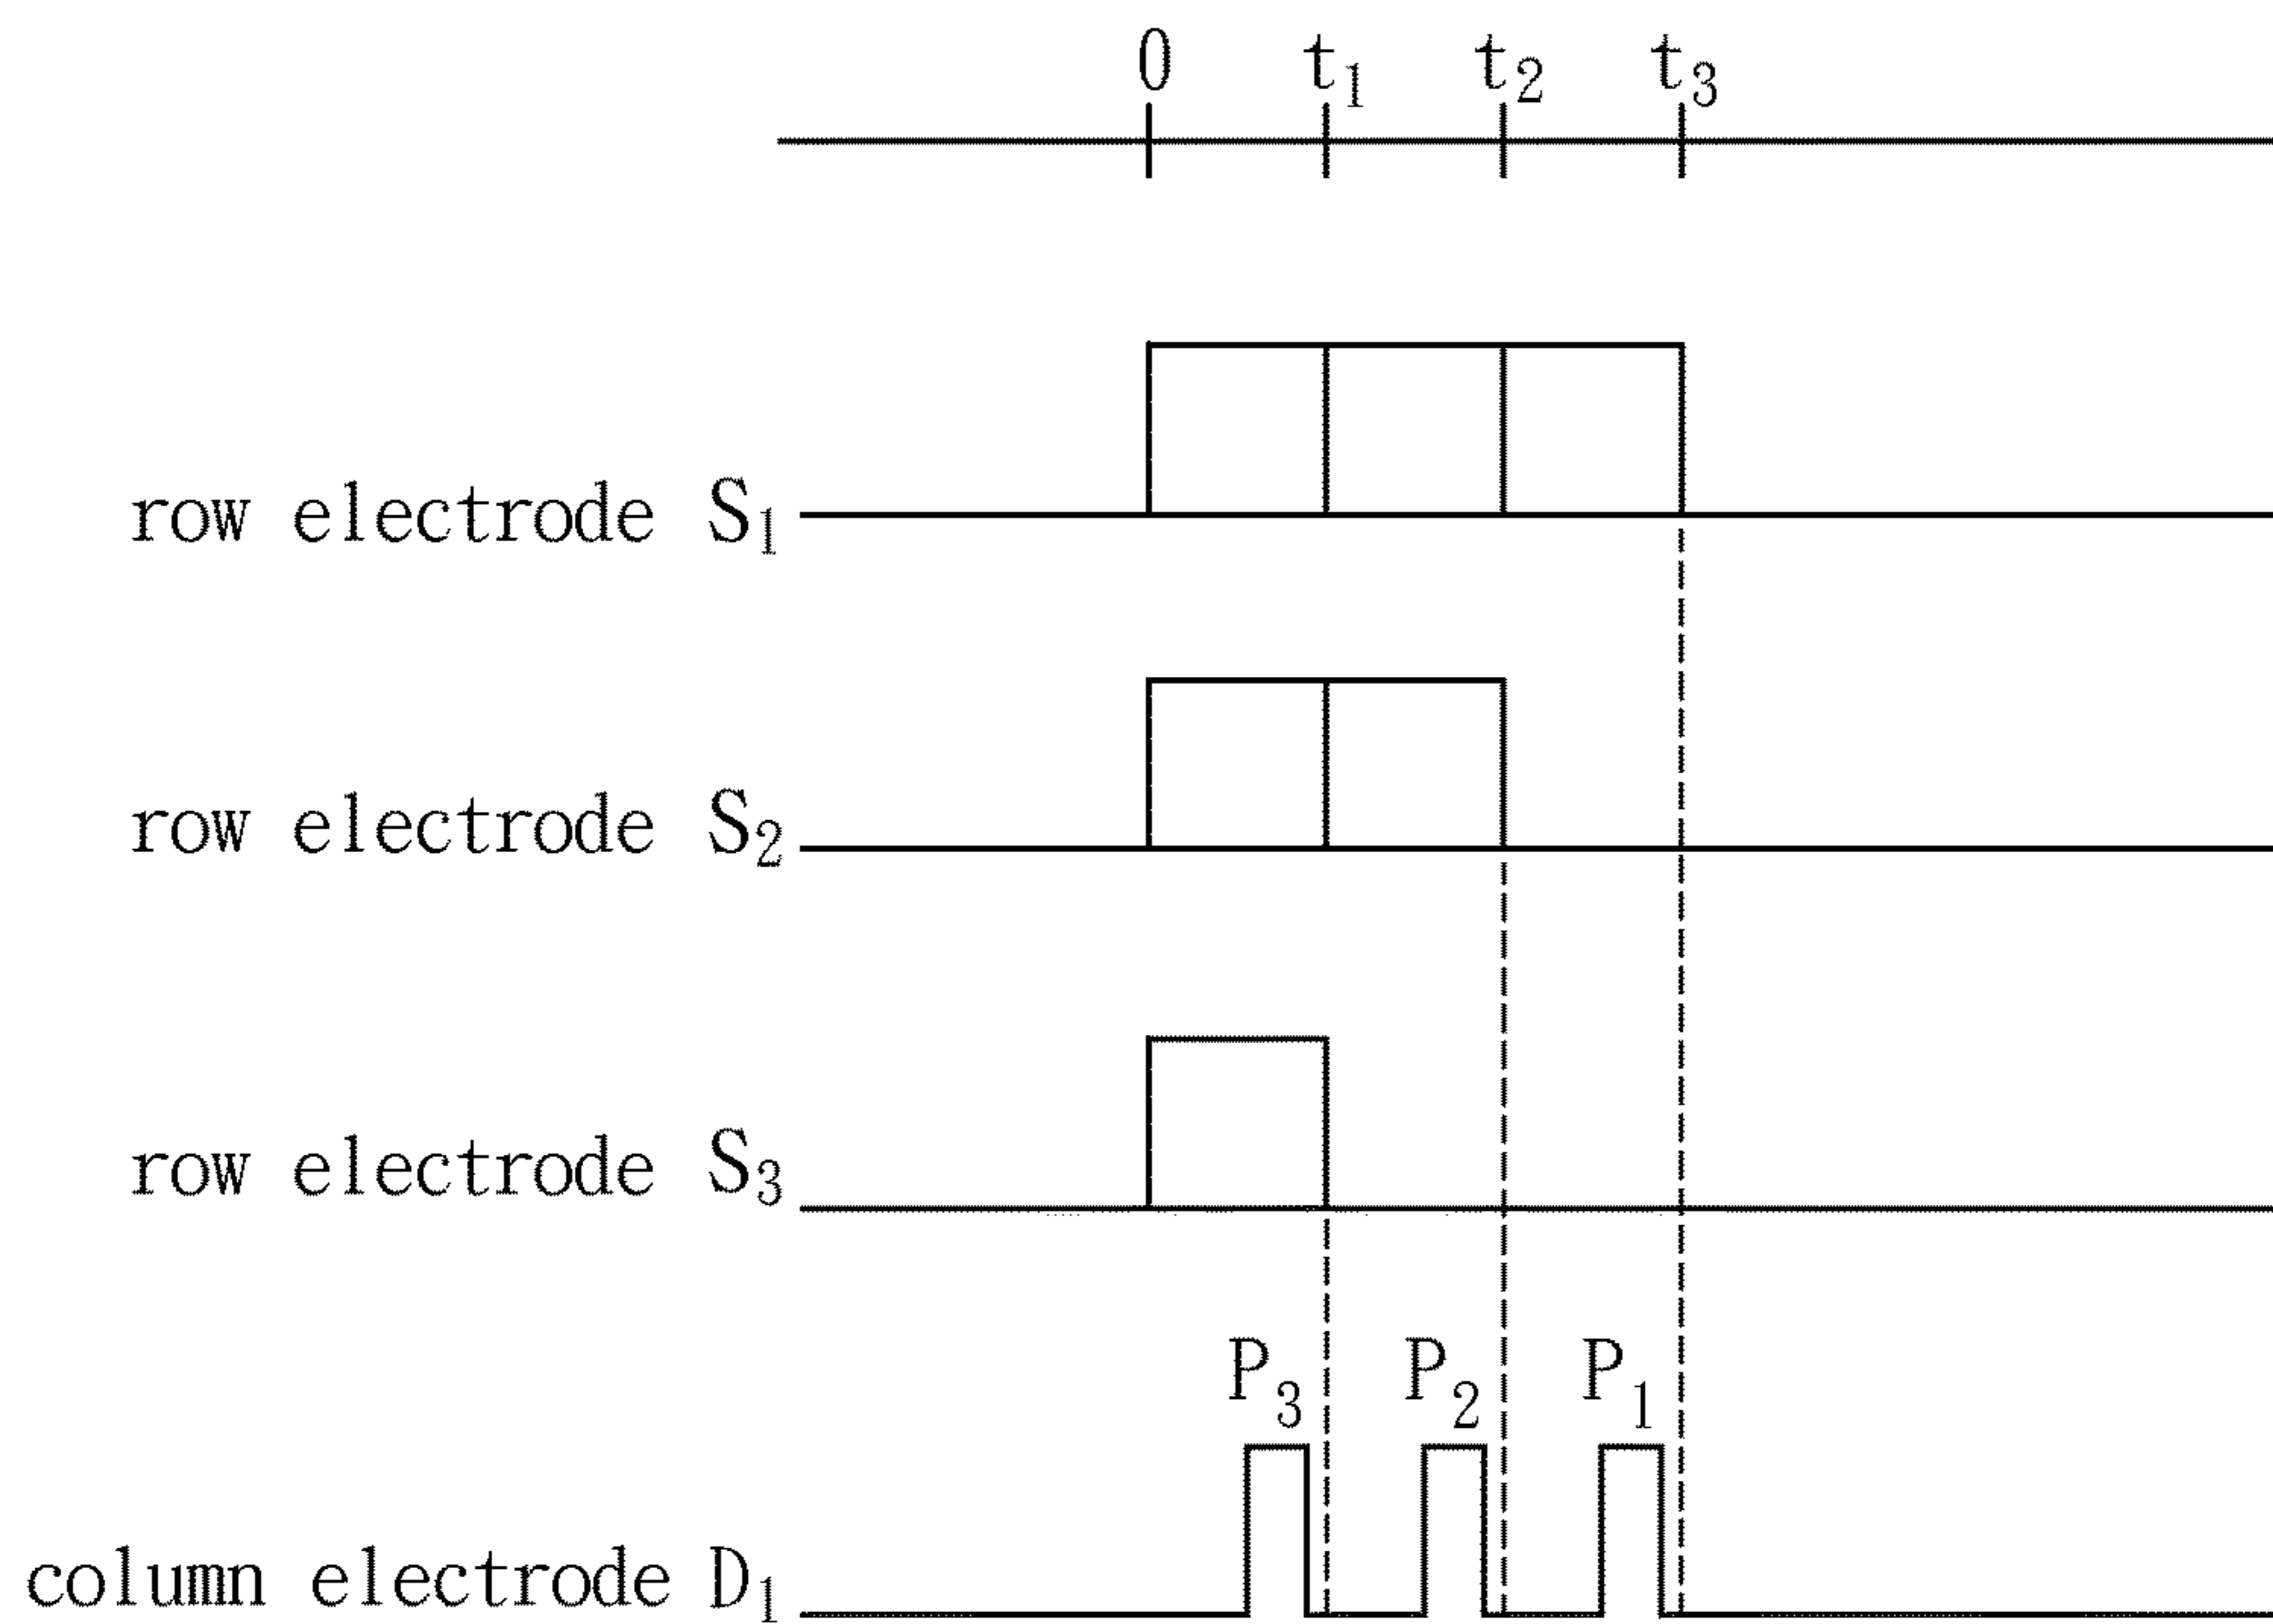 0 t₁ t₂ t₃
row electrode S₁
row electrode S₂
row electrode S₃
P₃ P₂ P₁
column electrode D₁